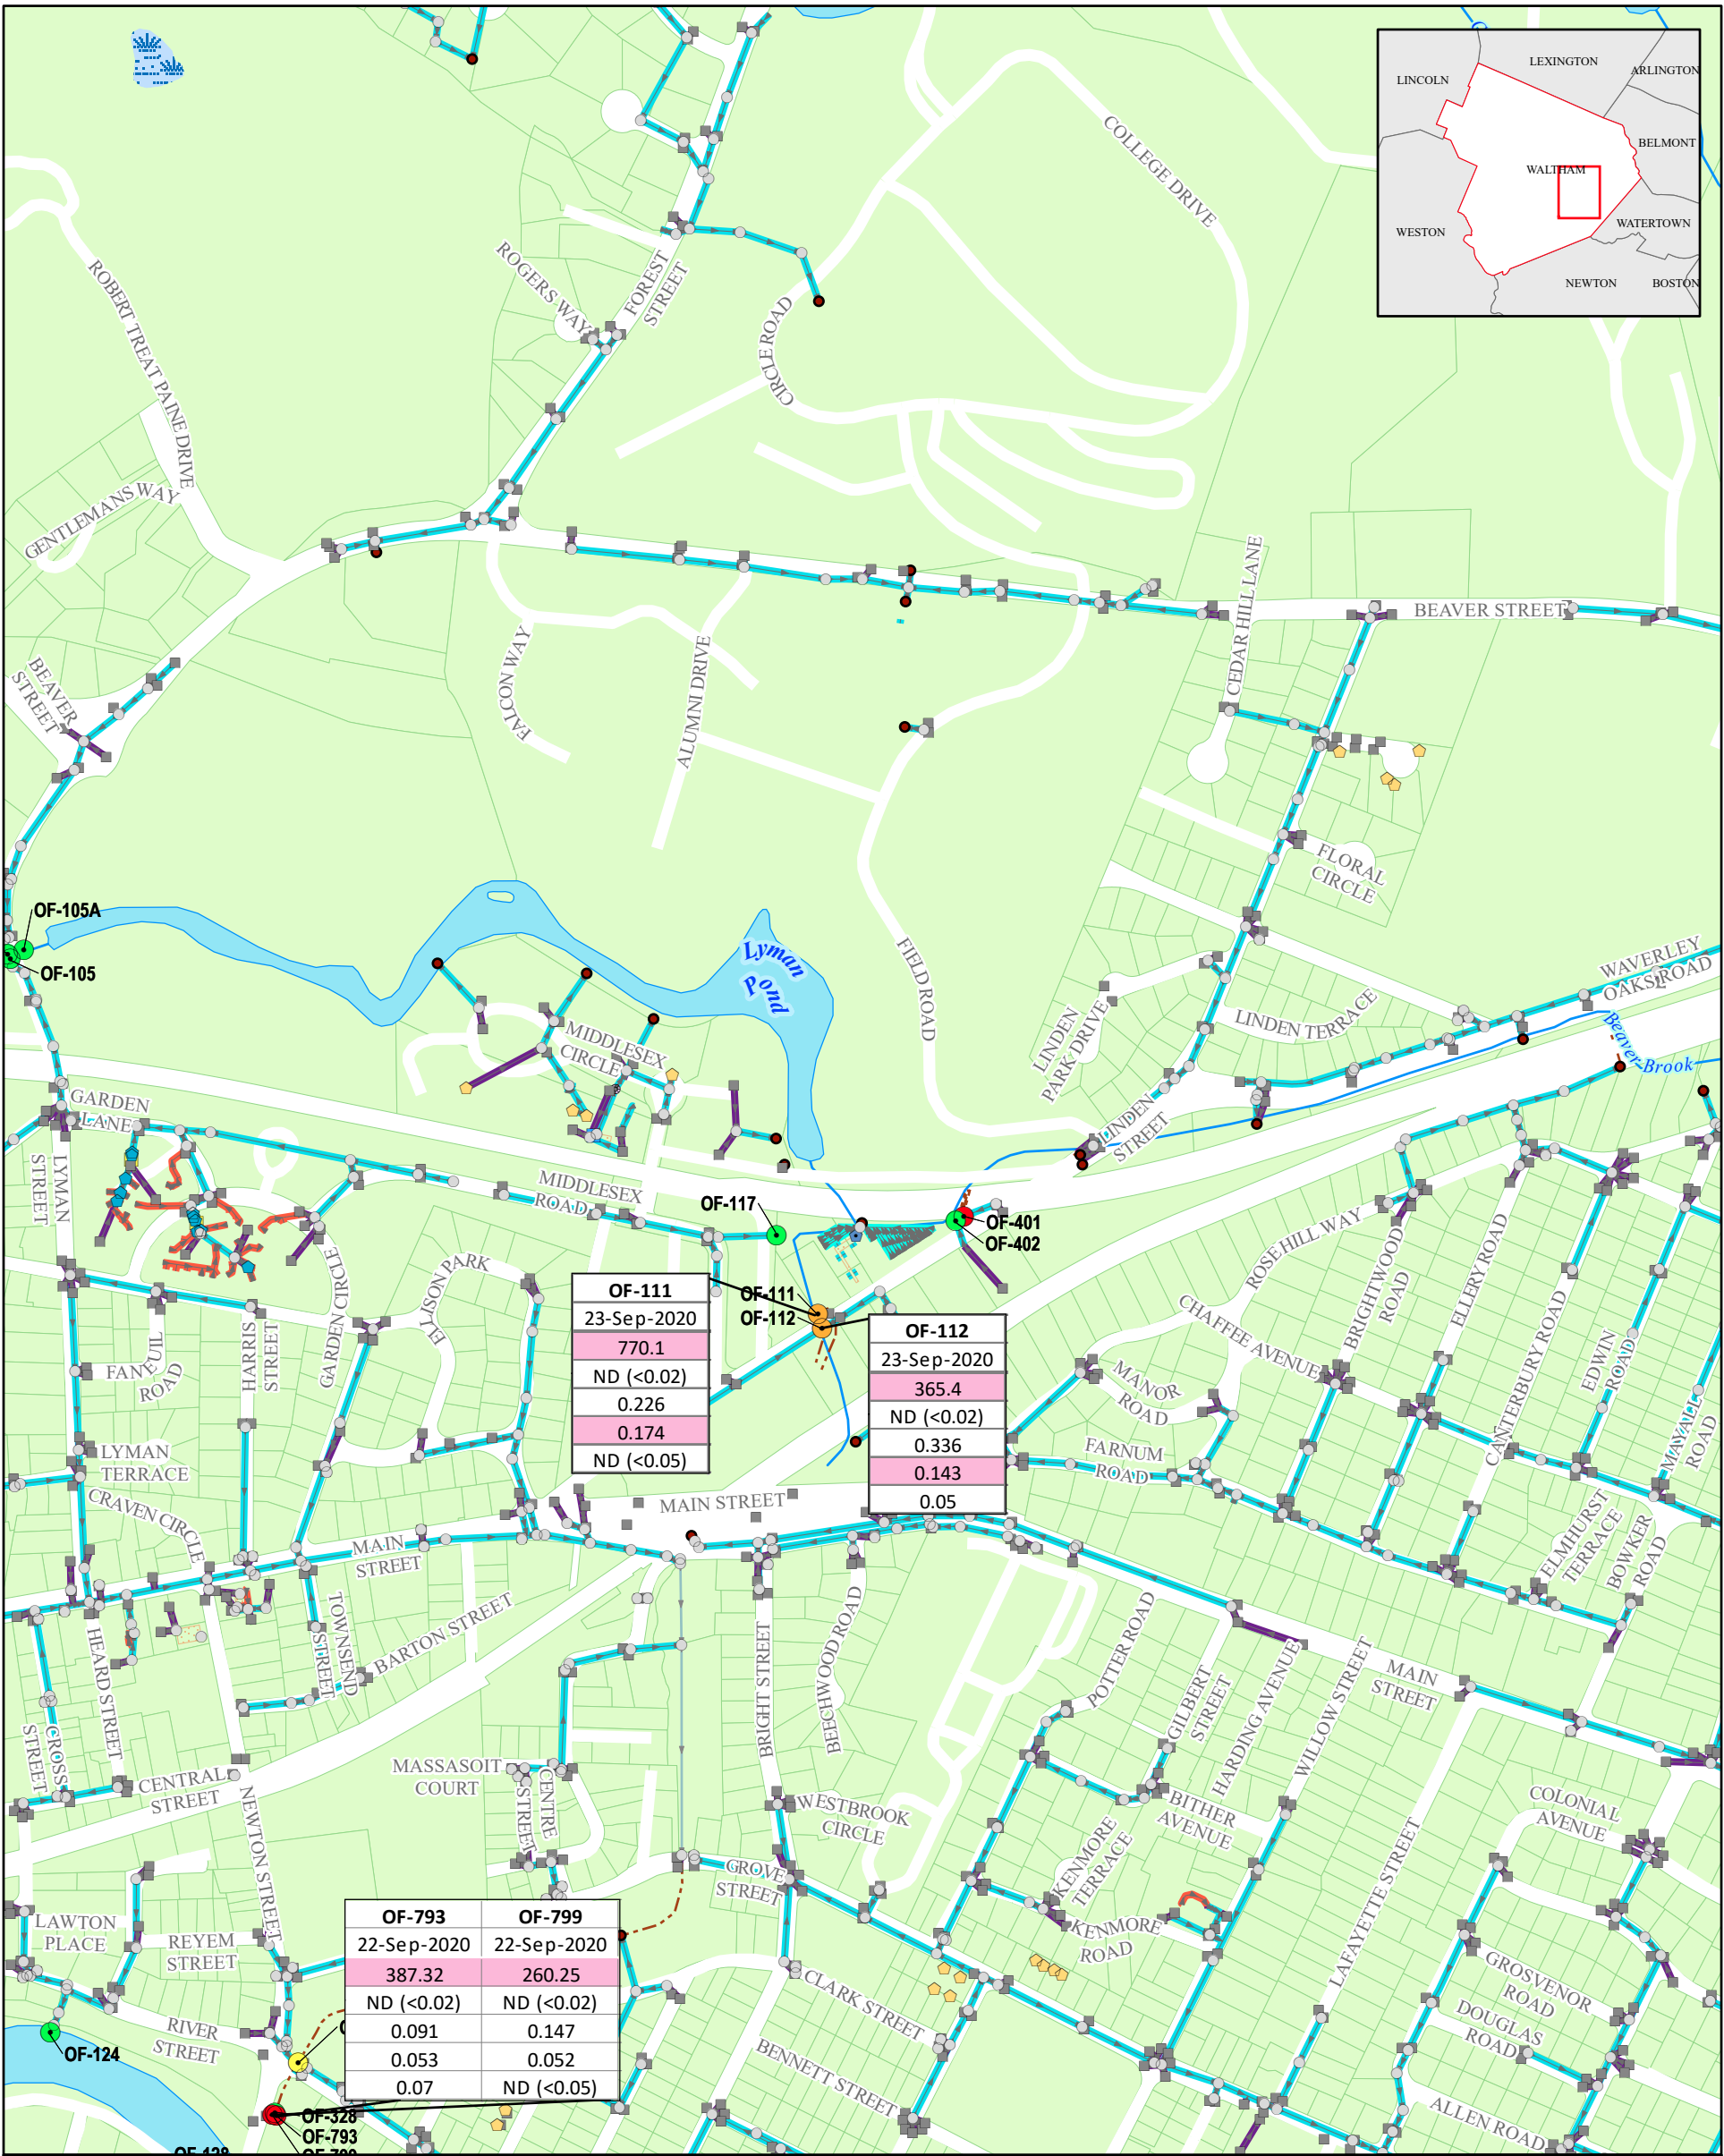 LEXINGTON
LINCOLN
ARLINGTON
BELMONT
WALTHAM
WESTON
WATERTOWN
NEWTON
BOSTON
COLLEGE DRIVE
ROBERT TREAT PAINE DRIVE
ROGERS WAY
FOREST
STREET
CIRCLE ROAD
GENTLEMANS WAY
CEDAR HILL LANE
BEAVER STREET
BEAVER
STREET
FALCON WAY
ALUMNI DRIVE
FLORAL
CIRCLE
OF-105A
OF-105
Lyman
Pond
FIELD ROAD
WAVERLEY
OAKS ROAD
LINDEN TERRACE
LINDEN
PARK DRIVE
Beaver Brook
MIDDLESEX
CIRCLE
LINDEN
STREET
GARDEN
LANE
LYMAN
STREET
MIDDLESEX
ROAD
OF-117
OF-401
OF-402
ROSE HILL WAY
BRIGHTWOOD
ROAD
ELLERY ROAD
GARDEN CIRCLE
ELLISON PARK
OF-111
OF-112
OF-111
23-Sep-2020
770.1
ND (<0.02)
0.226
0.174
ND (<0.05)
OF-112
23-Sep-2020
365.4
ND (<0.02)
0.336
0.143
0.05
CHAFFEE AVENUE
CANTERBURY ROAD
EDWIN
ROAD
MAYALL
ROAD
FANEUIL
ROAD
HARRIS
STREET
MANOR
ROAD
FARNUM
ROAD
LYMAN
TERRACE
CRAVEN CIRCLE
MAIN STREET
MAIN
STREET
ELMHURST
TERRACE
BOWKER
ROAD
TOWNSEND
STREET
BARTON STREET
HEARD STREET
CROSS
STREET
BRIGHT STREET
BEECHWOOD ROAD
POTTER ROAD
GILBERT
STREET
HARDING AVENUE
WILLOW STREET
MAIN
STREET
CENTRAL
STREET
NEWTON STREET
MASSASOIT
COURT
CENTRE
STREET
WESTBROOK
CIRCLE
BITHER
AVENUE
KENMORE
TERRACE
COLONIAL
AVENUE
LAFAYETTE STREET
GROVE
STREET
LAWTON
PLACE
REYEM
STREET
KENMORE
ROAD
GROSVENOR
ROAD
DOUGLAS
ROAD
OF-793 OF-799
22-Sep-2020 22-Sep-2020
387.32 260.25
ND (<0.02) ND (<0.02)
0.091 0.147
0.053 0.052
0.07 ND (<0.05)
CLARK STREET
BENNETT STREET
ALLEN ROAD
RIVER
STREET
OF-124
OF-328
OF-793